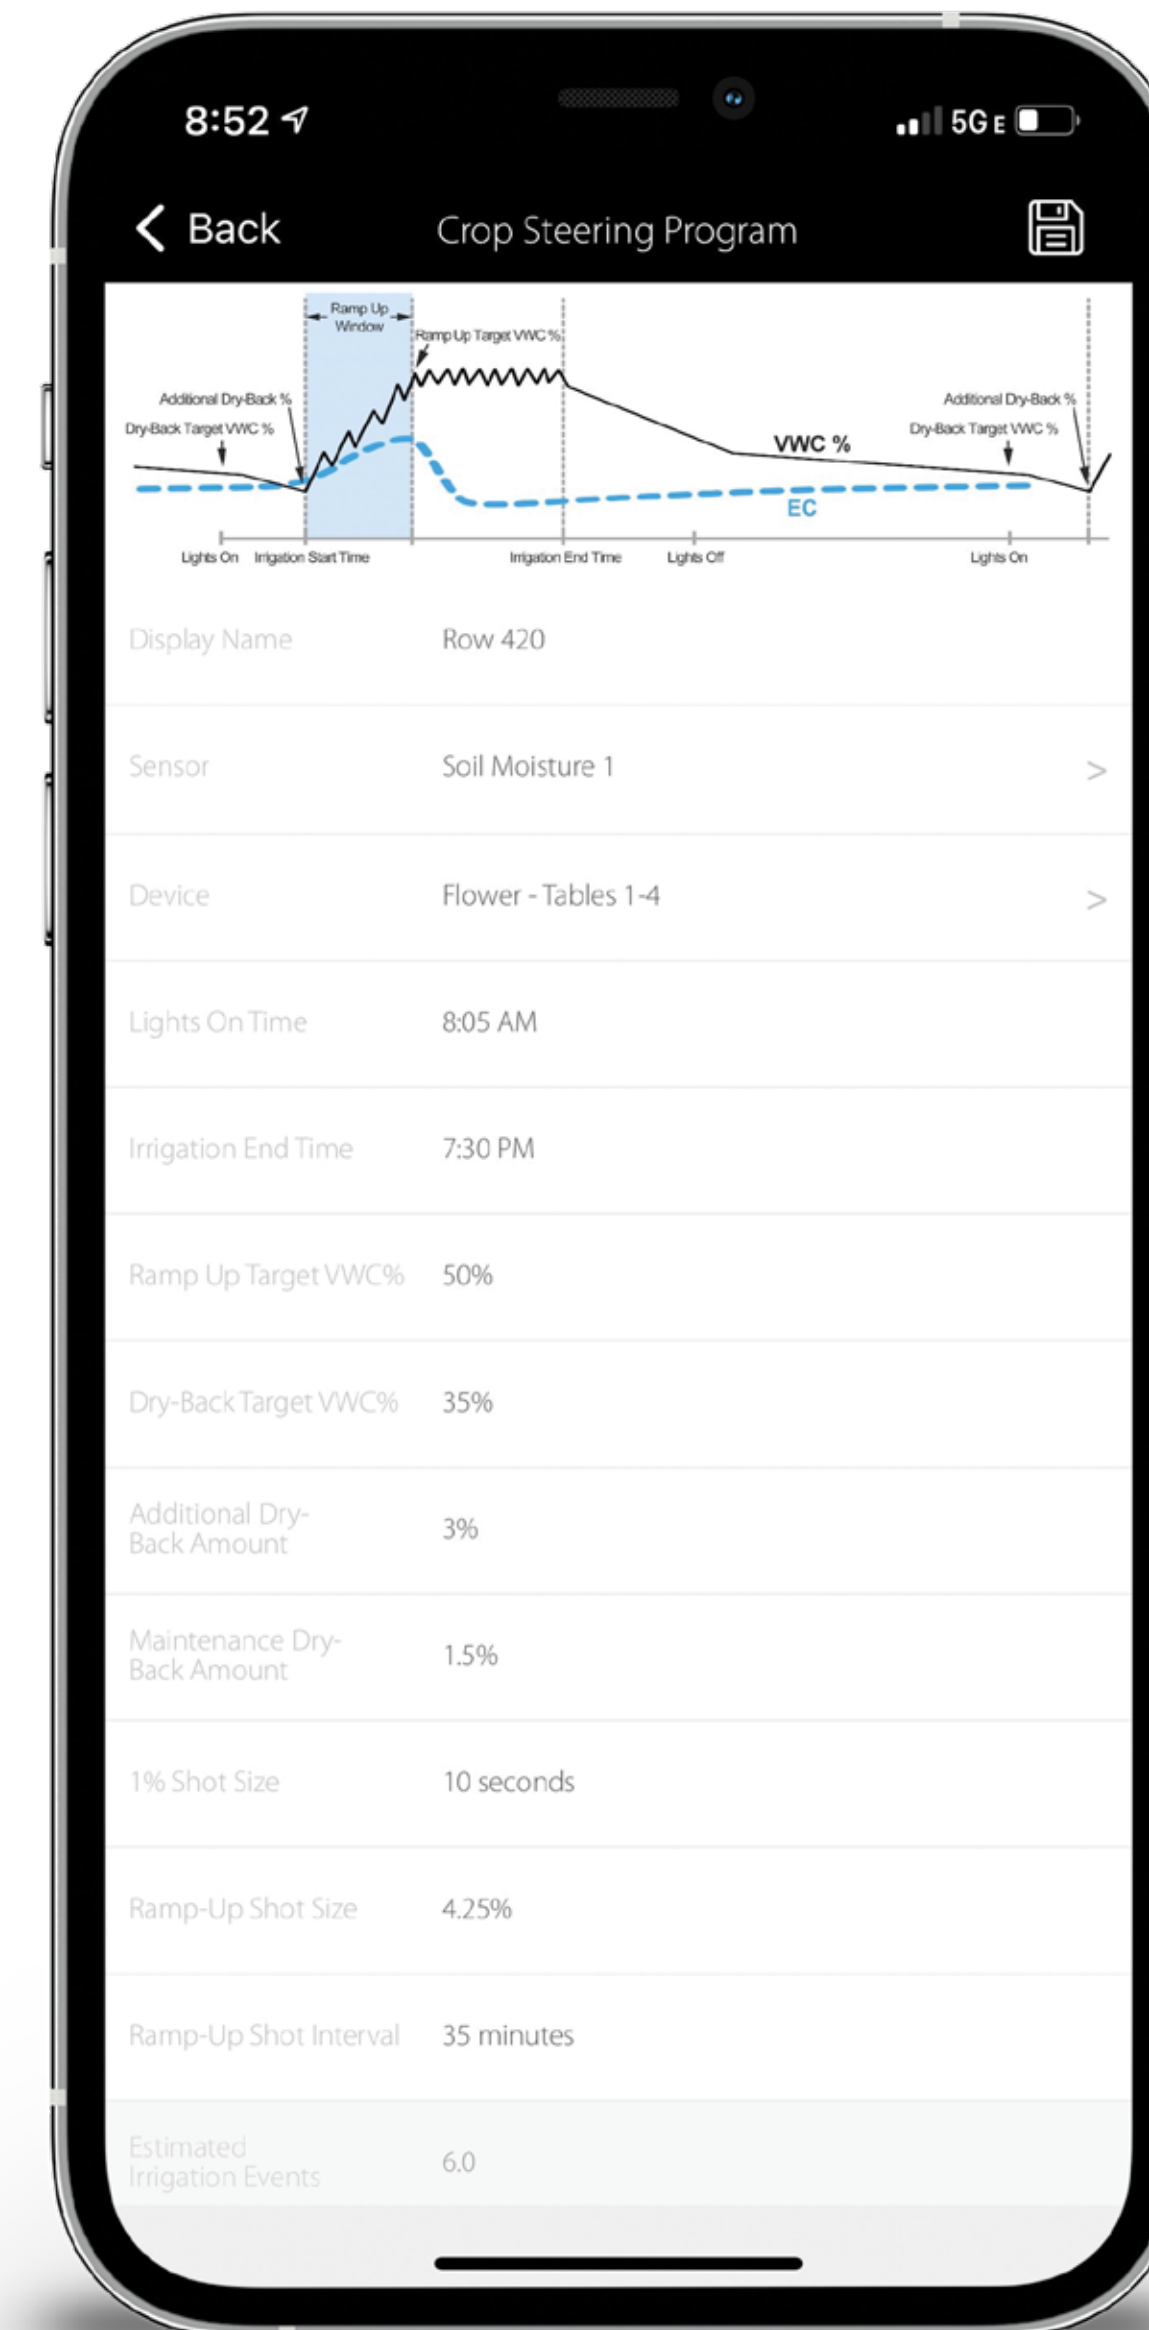 8:52
5G E
Back
Crop Steering Program
Ramp Up
Window
Ramp Up Target VWC %
Additional Dry-Back %
Dry-Back Target VWC %
Additional Dry-Back %
Dry-Back Target VWC %
VWC %
EC
Lights On
Irrigation Start Time
Irrigation End Time
Lights Off
Lights On
Display Name Row 420
Sensor Soil Moisture 1 >
Device Flower - Tables 1-4 >
Lights On Time 8:05 AM
Irrigation End Time 7:30 PM
Ramp Up Target VWC% 50%
Dry-Back Target VWC% 35%
Additional Dry-
Back Amount
3%
Maintenance Dry-
Back Amount
1.5%
1% Shot Size 10 seconds
Ramp-Up Shot Size 4.25%
Ramp-Up Shot Interval 35 minutes
Estimated
Irrigation Events
6.0